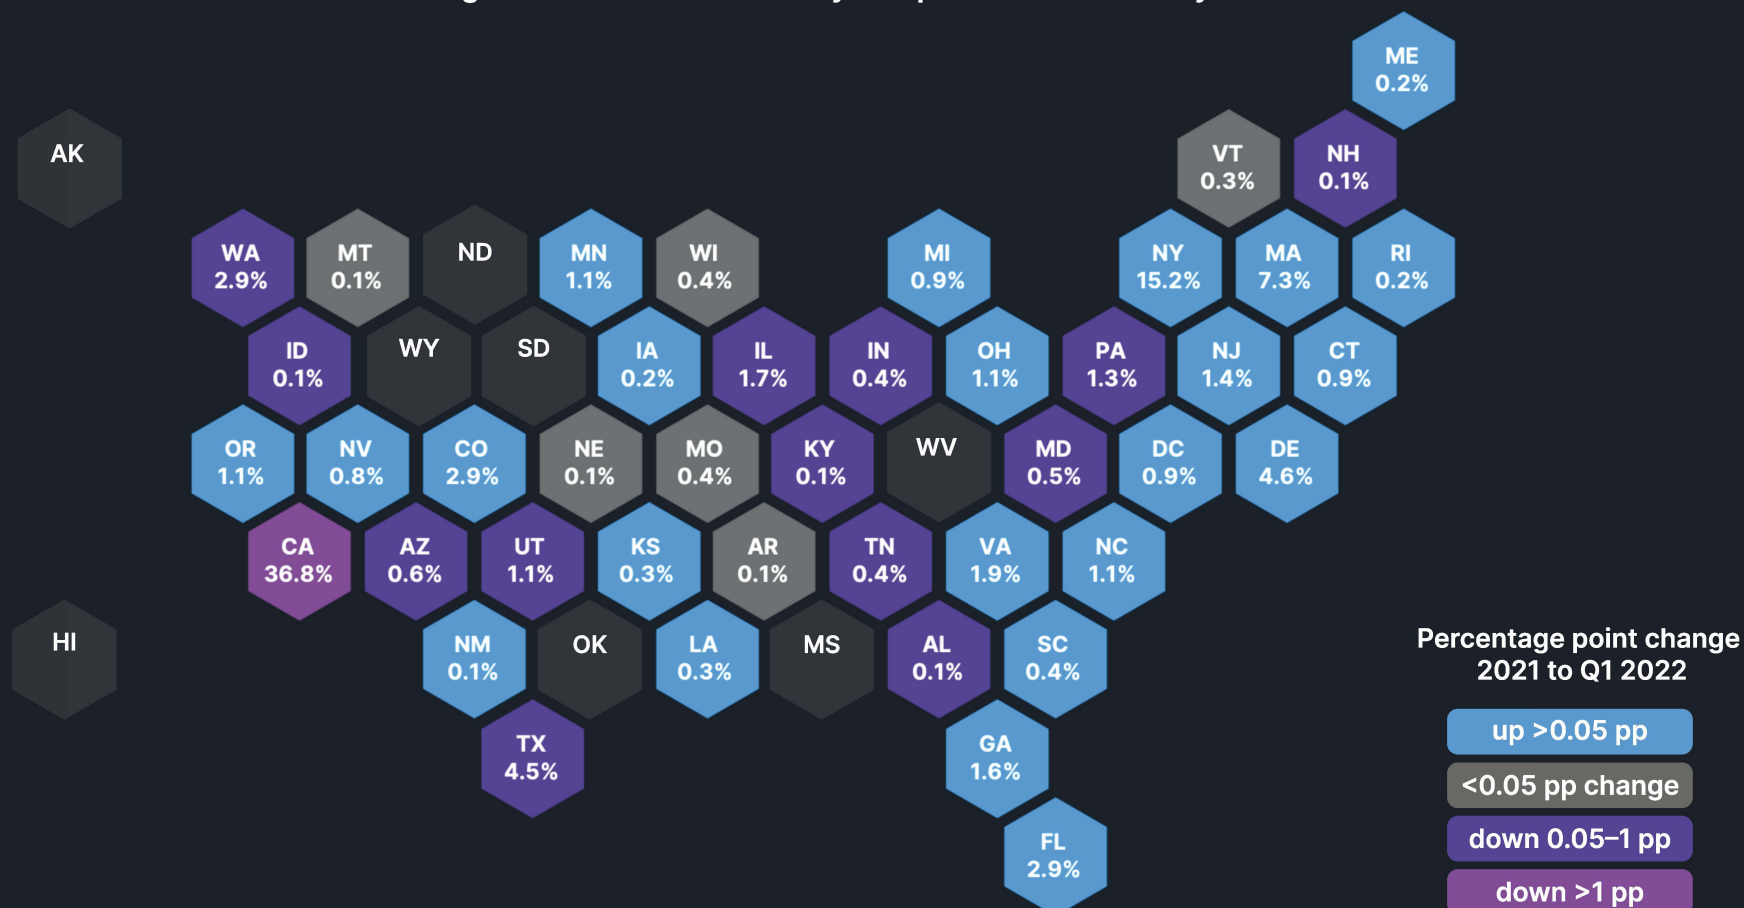 ME
0.2%
AK
VT
0.3%
NH
0.1%
WA
2.9%
MT
0.1%
ND
MN
1.1%
WI
0.4%
MI
0.9%
NY
15.2%
MA
7.3%
RI
0.2%
ID
0.1%
WY
SD
IA
0.2%
IL
1.7%
IN
0.4%
OH
1.1%
PA
1.3%
NJ
1.4%
CT
0.9%
OR
1.1%
NV
0.8%
CO
2.9%
NE
0.1%
MO
0.4%
KY
0.1%
WV
MD
0.5%
DC
0.9%
DE
4.6%
CA
36.8%
AZ
0.6%
UT
1.1%
KS
0.3%
AR
0.1%
TN
0.4%
VA
1.9%
NC
1.1%
HI
NM
0.1%
OK
LA
0.3%
MS
AL
0.1%
SC
0.4%
TX
4.5%
GA
1.6%
FL
2.9%
Percentage point change
2021 to Q1 2022
up >0.05 pp
<0.05 pp change
down 0.05–1 pp
down >1 pp